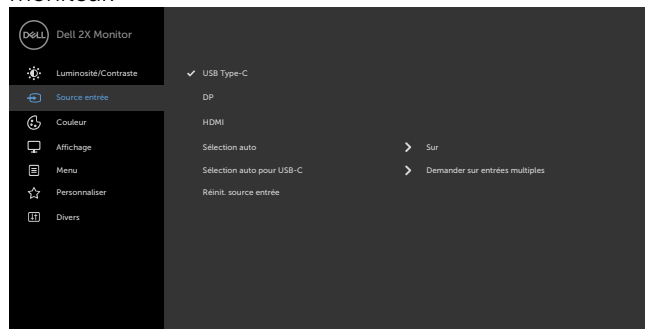 DELL Dell 2X Monitor
Luminosité/Contraste USB Type-C
Source entrée DP
Couleur HDMI
Affichage Sélection auto Sur
Menu Sélection auto pour USB-C Demander sur entrées multiples
Personnaliser Réinit. source entrée
Divers